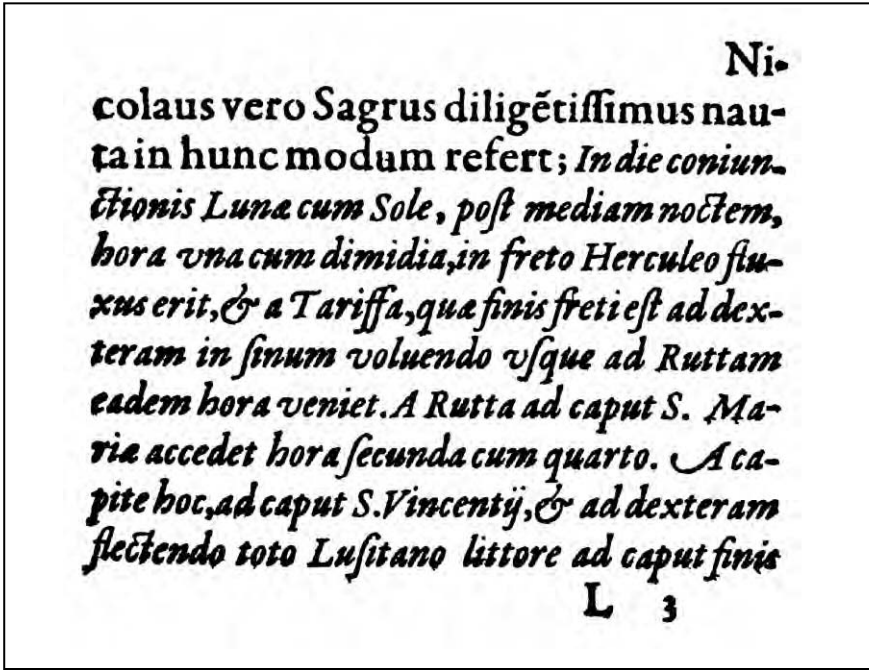 Ni-
colaus vero Sagrus diligẽtiſſimus nau-
ta in hunc modum refert; In die coniun-
ctionis Lunæ cum Sole, poſt mediam noctem,
hora vna cum dimidia, in freto Herculeo flu-
xus erit, & a Tariffa, quæ finis freti eſt ad dex-
teram in ſinum voluendo vſque ad Ruttam
eadem hora veniet. A Rutta ad caput S. Ma-
riæ accedet hora ſecunda cum quarto. A ca-
pite hoc, ad caput S. Vincentij, & ad dexteram
flectendo toto Luſitano littore ad caput finis
L 3